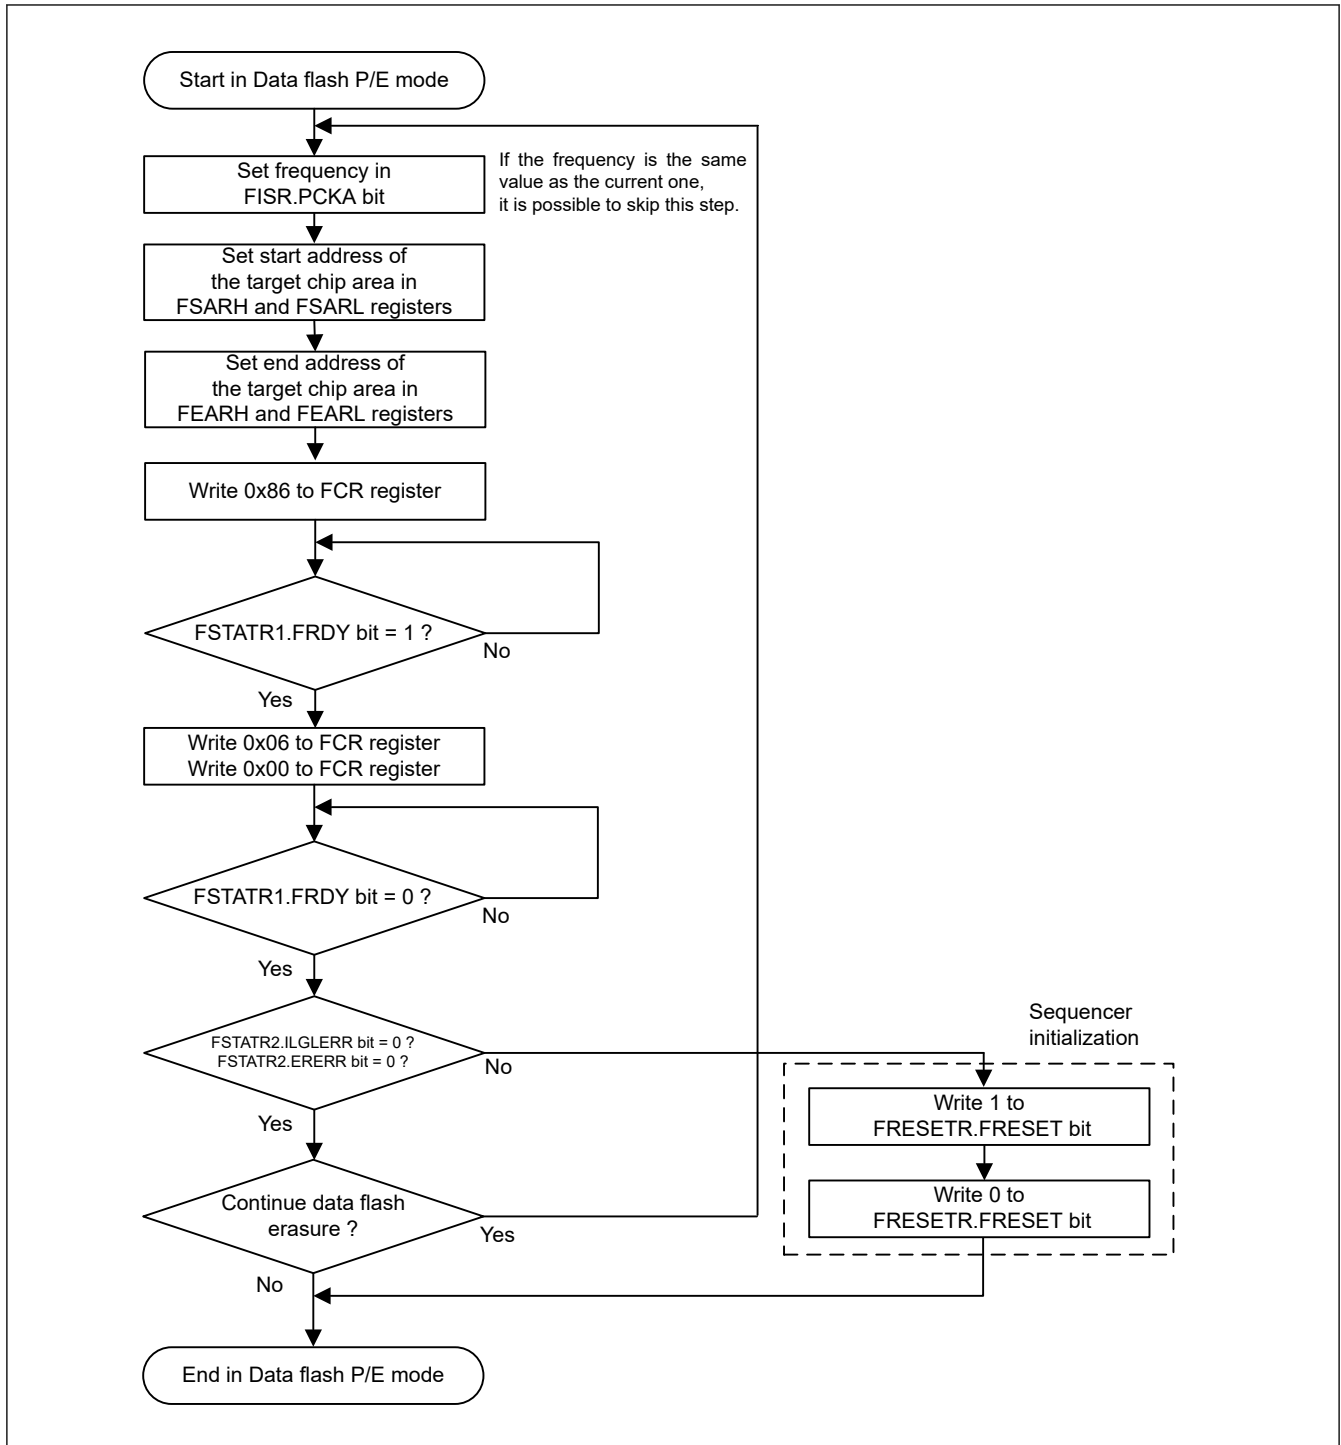 Start in Data flash P/E mode
Set frequency in
FISR.PCKA bit
If the frequency is the same
value as the current one,
it is possible to skip this step.
Set start address of
the target chip area in
FSARH and FSARL registers
Set end address of
the target chip area in
FEARH and FEARL registers
Write 0x86 to FCR register
FSTATR1.FRDY bit = 1 ?
No
Yes
Write 0x06 to FCR register
Write 0x00 to FCR register
FSTATR1.FRDY bit = 0 ?
No
Yes
FSTATR2.ILGLERR bit = 0 ?
FSTATR2.ERERR bit = 0 ?
No
Yes
Sequencer
initialization
Write 1 to
FRESETR.FRESET bit
Write 0 to
FRESETR.FRESET bit
Continue data flash
erasure ?
Yes
No
End in Data flash P/E mode